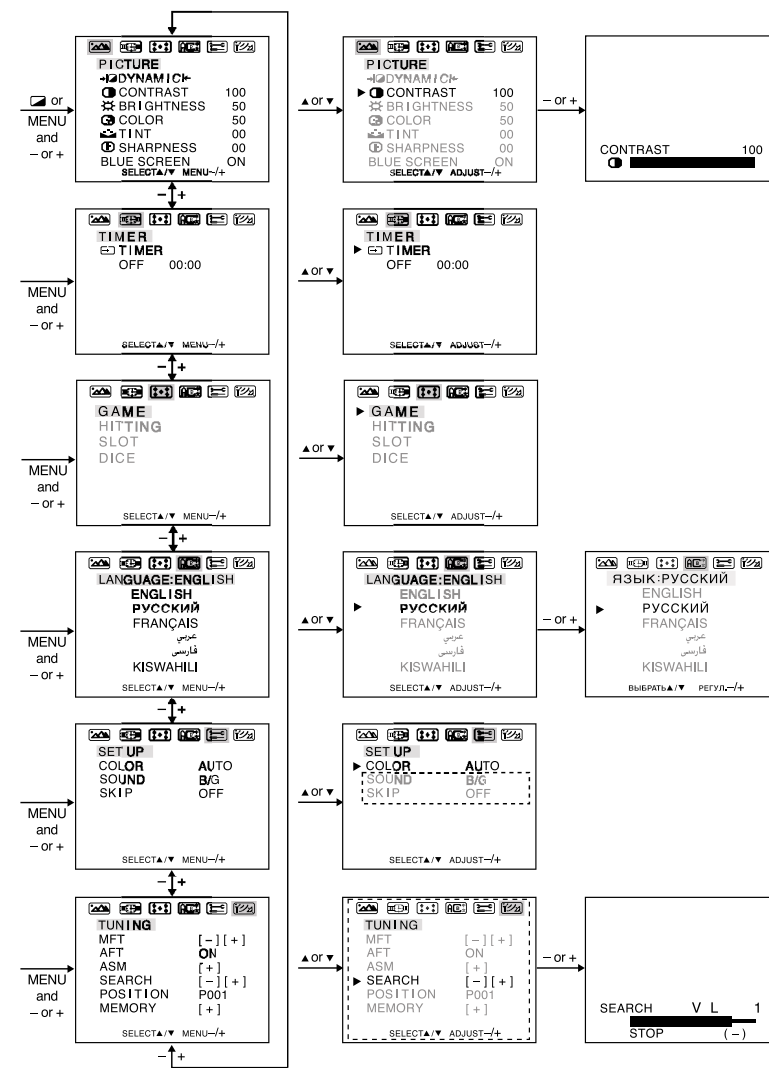 PICTURE
DYNAMIC
CONTRAST 100
BRIGHTNESS 50
COLOR 50
TINT 00
SHARPNESS 00
BLUE SCREEN ON
SELECT▲/▼ MENU–/+
or
MENU
and
– or +
▲ or ▼
PICTURE
DYNAMIC
▶ CONTRAST 100
BRIGHTNESS 50
COLOR 50
TINT 00
SHARPNESS 00
BLUE SCREEN ON
SELECT▲/▼ ADJUST–/+
– or +
CONTRAST 100
– +
MENU
and
– or +
TIMER
TIMER
OFF 00:00
SELECT▲/▼ MENU–/+
▲ or ▼
TIMER
▶ TIMER
OFF 00:00
SELECT▲/▼ ADJUST–/+
– +
MENU
and
– or +
GAME
HITTING
SLOT
DICE
SELECT▲/▼ MENU–/+
▲ or ▼
▶ GAME
HITTING
SLOT
DICE
SELECT▲/▼ ADJUST–/+
– +
MENU
and
– or +
LANGUAGE:ENGLISH
ENGLISH
РУССКИЙ
FRANÇAIS
عربي
فارسى
KISWAHILI
SELECT▲/▼ MENU–/+
▲ or ▼
LANGUAGE:ENGLISH
ENGLISH
▶ РУССКИЙ
FRANÇAIS
عربي
فارسى
KISWAHILI
SELECT▲/▼ ADJUST–/+
– or +
ЯЗЫК:РУССКИЙ
ENGLISH
▶ РУССКИЙ
FRANÇAIS
عربي
فارسى
KISWAHILI
ВЫБРАТЬ▲/▼ РЕГУЛ.–/+
– +
MENU
and
– or +
SET UP
COLOR AUTO
SOUND B/G
SKIP OFF
SELECT▲/▼ MENU–/+
▲ or ▼
SET UP
▶ COLOR AUTO
SOUND B/G
SKIP OFF
SELECT▲/▼ ADJUST–/+
– +
MENU
and
– or +
TUNING
MFT [–][+]
AFT ON
ASM [+]
SEARCH [–][+]
POSITION P001
MEMORY [+]
SELECT▲/▼ MENU–/+
▲ or ▼
TUNING
MFT [–][+]
AFT ON
ASM [+]
▶ SEARCH [–][+]
POSITION P001
MEMORY [+]
SELECT▲/▼ ADJUST–/+
– or +
SEARCH V L 1
STOP (–)
– +